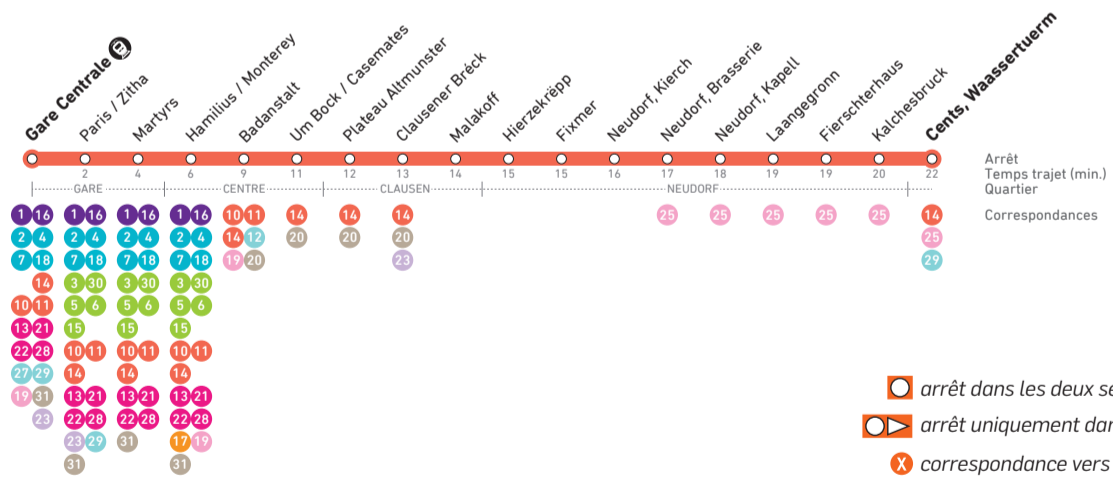 Gare Centrale
Paris / Zitha
Martyrs
Hamilius / Monterey
Badanstalt
Um Bock / Casemates
Plateau Altmunster
Clausener Bréck
Malakoff
Hierzekrëpp
Fixmer
Neudorf, Kierch
Neudorf, Brasserie
Neudorf, Kapell
Laangegronn
Fierschterhaus
Kalchesbruck
Cents, Waassertuerm
Arrêt
2 4 6 9 11 12 13 14 15 15 16 17 18 19 19 20 22 Temps trajet (min.)
GARE CENTRE CLAUSEN NEUDORF Quartier
1 16 1 16 1 16 1 16 10 11 14 14 14 25 25 25 25 25 14 Correspondances
2 4 2 4 2 4 2 4 14 12 20 20 20 25
7 18 7 18 7 18 7 18 19 20 23 29
14 3 30 3 30 3 30
10 11 5 6 5 6 5 6
13 21 15 15 15
22 28 10 11 10 11 10 11
27 29 14 14 14
19 31 13 21 13 21 13 21
23 22 28 22 28 22 28
23 29 31 17 19
31 31
arrêt dans les deux se
arrêt uniquement dan
X correspondance vers